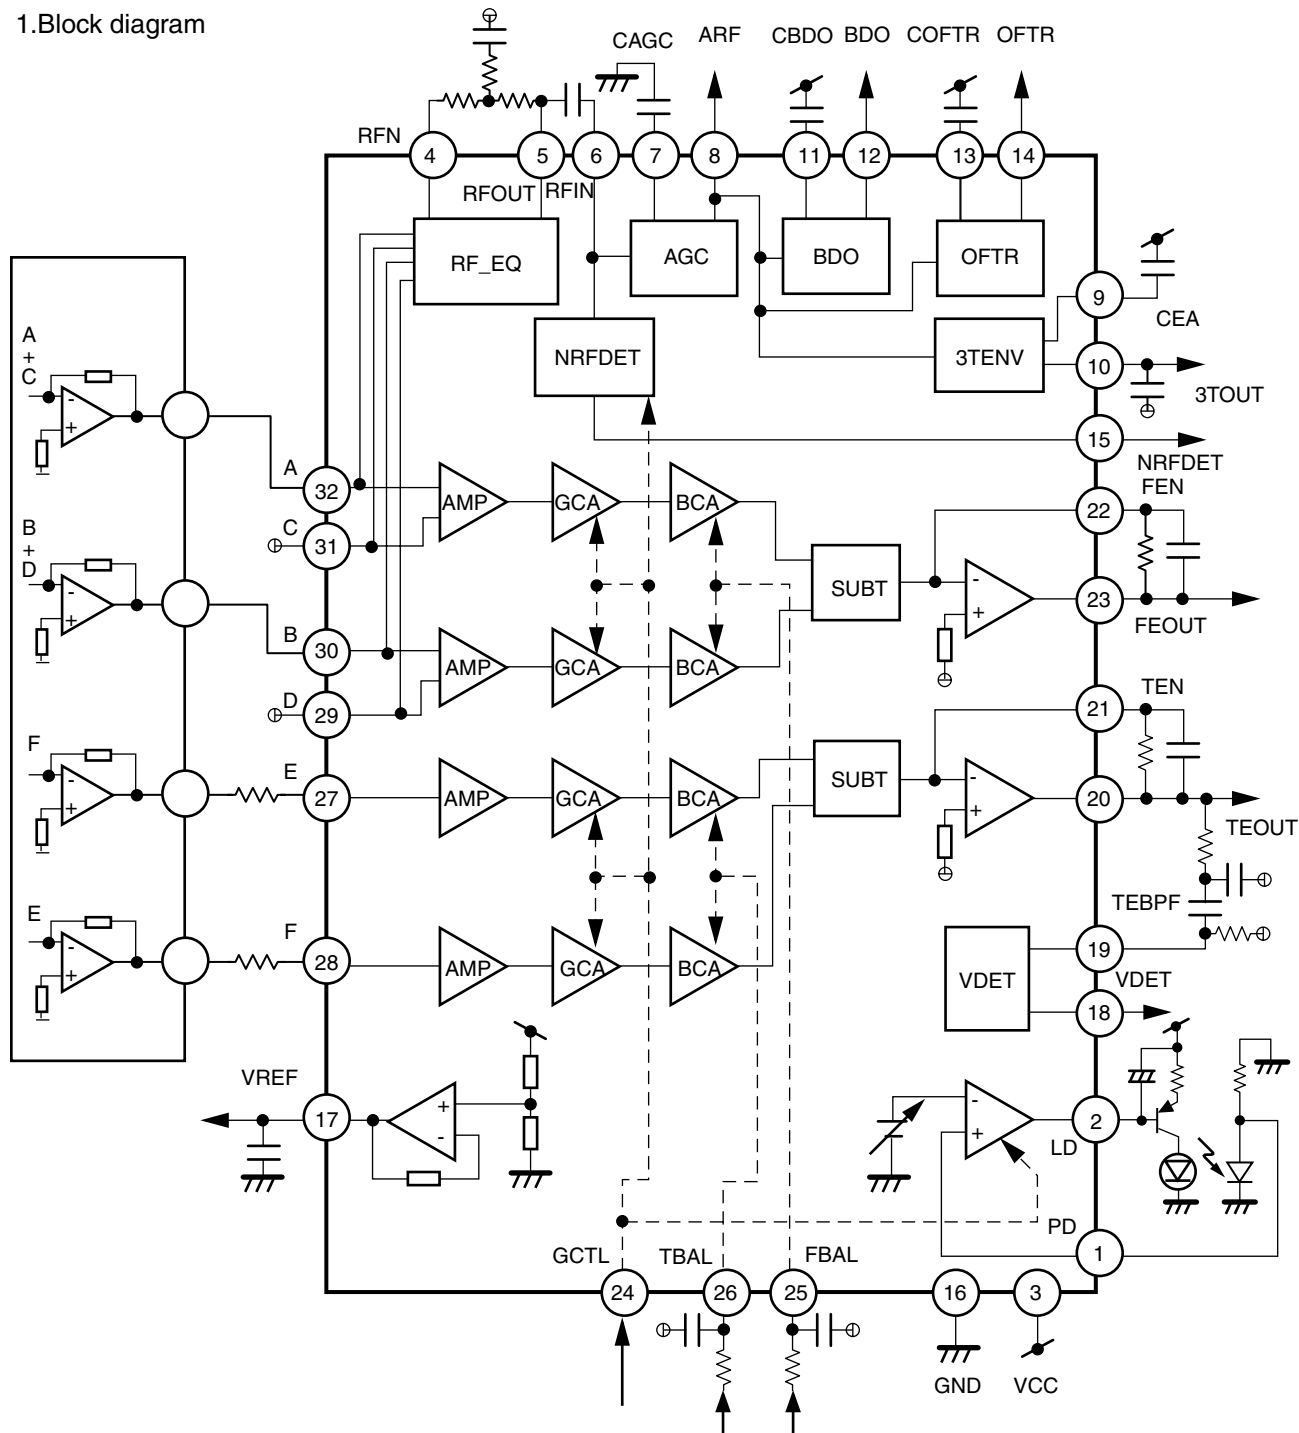 1.Block diagram
CAGC
ARF
CBDO
BDO
COFTR
OFTR
RFN
4
5
6
7
8
11
12
13
14
RFOUT
RFIN
RF_EQ
AGC
BDO
OFTR
9
CEA
NRFDET
3TENV
10
3TOUT
A
+
C
-
+
15
NRFDET
A
32
AMP
GCA
BCA
FEN
22
C
31
B
+
D
-
+
SUBT
-
+
23
FEOUT
B
30
AMP
GCA
BCA
D
29
TEN
21
F
-
+
E
27
AMP
GCA
BCA
SUBT
-
+
20
TEOUT
TEBPF
E
-
+
F
28
AMP
GCA
BCA
VDET
19
VDET
18
VREF
17
+
-
-
+
2
LD
PD
1
GCTL
TBAL
FBAL
24
26
25
16
3
GND
VCC